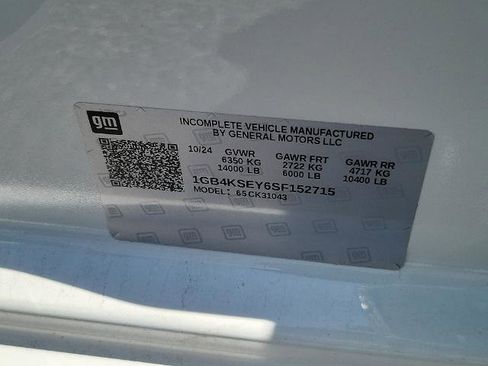 gm
INCOMPLETE VEHICLE MANUFACTURED
BY GENERAL MOTORS LLC
10/24 GVWR GAWR FRT GAWR RR
6350 KG 2722 KG 4717 KG
14000 LB 6000 LB 10400 LB
1GB4KSEY6SF152715
MODEL: 65CK31043